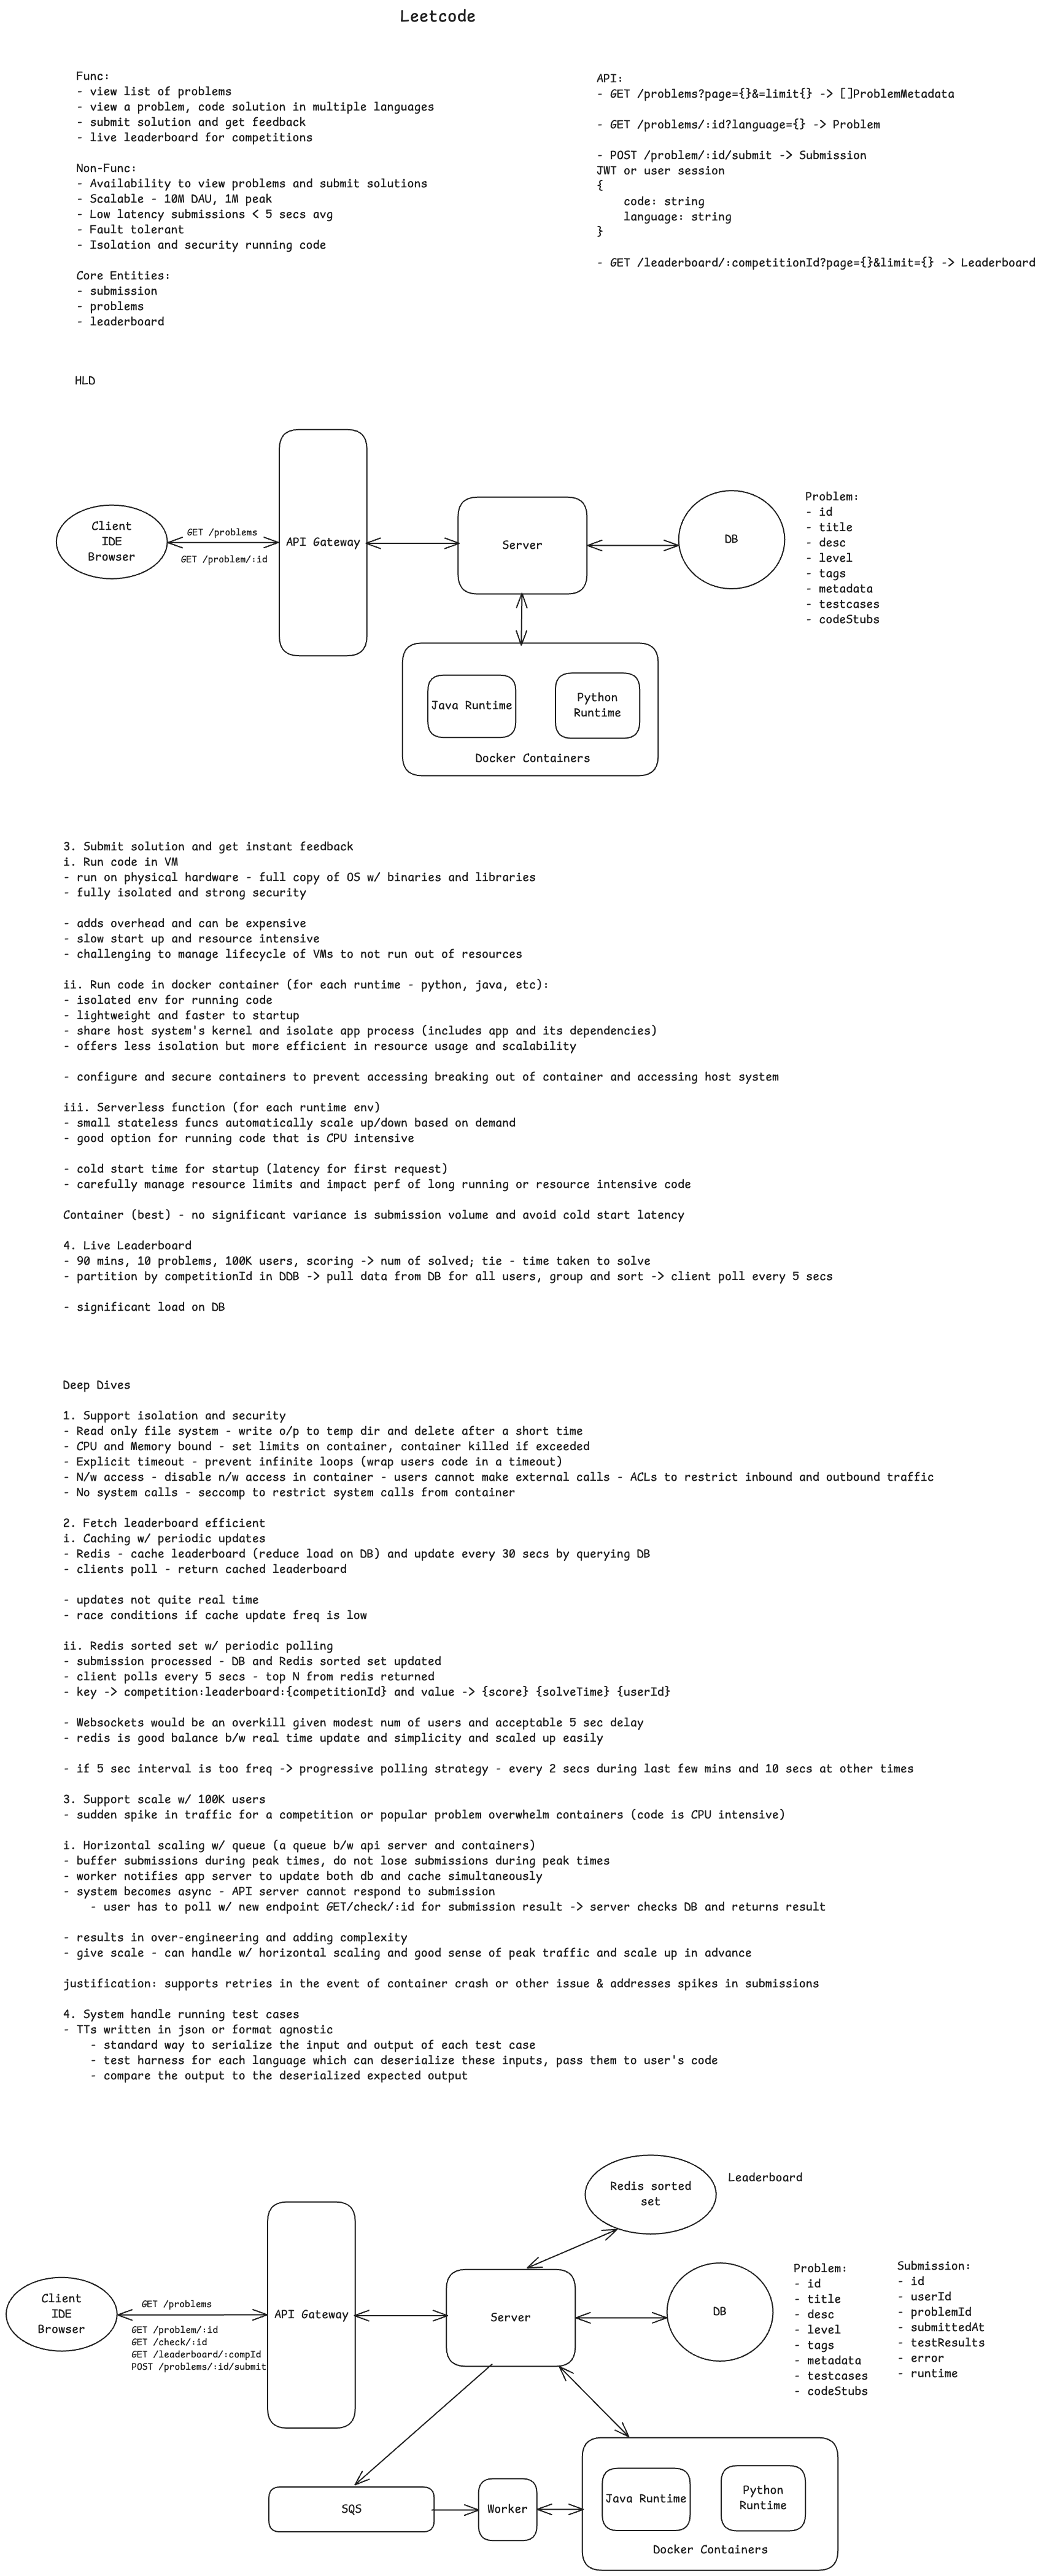 Leetcode
Func:
- view list of problems
- view a problem, code solution in multiple languages
- submit solution and get feedback
- live leaderboard for competitions
Non-Func:
- Availability to view problems and submit solutions
- Scalable - 10M DAU, 1M peak
- Low latency submissions < 5 secs avg
- Fault tolerant
- Isolation and security running code
Core Entities:
- submission
- problems
- leaderboard
API:
- GET /problems?page={}&=limit{} -> []ProblemMetadata
- GET /problems/:id?language={} -> Problem
- POST /problem/:id/submit -> Submission
JWT or user session
{
code: string
language: string
}
- GET /leaderboard/:competitionId?page={}&limit={} -> Leaderboard
HLD
Client
IDE
Browser
GET /problems
GET /problem/:id
API Gateway
Server
DB
Problem:
- id
- title
- desc
- level
- tags
- metadata
- testcases
- codeStubs
Java Runtime
Python
Runtime
Docker Containers
3. Submit solution and get instant feedback
i. Run code in VM
- run on physical hardware - full copy of OS w/ binaries and libraries
- fully isolated and strong security
- adds overhead and can be expensive
- slow start up and resource intensive
- challenging to manage lifecycle of VMs to not run out of resources
ii. Run code in docker container (for each runtime - python, java, etc):
- isolated env for running code
- lightweight and faster to startup
- share host system's kernel and isolate app process (includes app and its dependencies)
- offers less isolation but more efficient in resource usage and scalability
- configure and secure containers to prevent accessing breaking out of container and accessing host system
iii. Serverless function (for each runtime env)
- small stateless funcs automatically scale up/down based on demand
- good option for running code that is CPU intensive
- cold start time for startup (latency for first request)
- carefully manage resource limits and impact perf of long running or resource intensive code
Container (best) - no significant variance is submission volume and avoid cold start latency
4. Live Leaderboard
- 90 mins, 10 problems, 100K users, scoring -> num of solved; tie - time taken to solve
- partition by competitionId in DDB -> pull data from DB for all users, group and sort -> client poll every 5 secs
- significant load on DB
Deep Dives
1. Support isolation and security
- Read only file system - write o/p to temp dir and delete after a short time
- CPU and Memory bound - set limits on container, container killed if exceeded
- Explicit timeout - prevent infinite loops (wrap users code in a timeout)
- N/w access - disable n/w access in container - users cannot make external calls - ACLs to restrict inbound and outbound traffic
- No system calls - seccomp to restrict system calls from container
2. Fetch leaderboard efficient
i. Caching w/ periodic updates
- Redis - cache leaderboard (reduce load on DB) and update every 30 secs by querying DB
- clients poll - return cached leaderboard
- updates not quite real time
- race conditions if cache update freq is low
ii. Redis sorted set w/ periodic polling
- submission processed - DB and Redis sorted set updated
- client polls every 5 secs - top N from redis returned
- key -> competition:leaderboard:{competitionId} and value -> {score} {solveTime} {userId}
- Websockets would be an overkill given modest num of users and acceptable 5 sec delay
- redis is good balance b/w real time update and simplicity and scaled up easily
- if 5 sec interval is too freq -> progressive polling strategy - every 2 secs during last few mins and 10 secs at other times
3. Support scale w/ 100K users
- sudden spike in traffic for a competition or popular problem overwhelm containers (code is CPU intensive)
i. Horizontal scaling w/ queue (a queue b/w api server and containers)
- buffer submissions during peak times, do not lose submissions during peak times
- worker notifies app server to update both db and cache simultaneously
- system becomes async - API server cannot respond to submission
- user has to poll w/ new endpoint GET/check/:id for submission result -> server checks DB and returns result
- results in over-engineering and adding complexity
- give scale - can handle w/ horizontal scaling and good sense of peak traffic and scale up in advance
justification: supports retries in the event of container crash or other issue & addresses spikes in submissions
4. System handle running test cases
- TTs written in json or format agnostic
- standard way to serialize the input and output of each test case
- test harness for each language which can deserialize these inputs, pass them to user's code
- compare the output to the deserialized expected output
Redis sorted
set
Leaderboard
Client
IDE
Browser
GET /problems
GET /problem/:id
GET /check/:id
GET /leaderboard/:compId
POST /problems/:id/submit
API Gateway
Server
DB
Problem:
- id
- title
- desc
- level
- tags
- metadata
- testcases
- codeStubs
Submission:
- id
- userId
- problemId
- submittedAt
- testResults
- error
- runtime
SQS
Worker
Java Runtime
Python
Runtime
Docker Containers